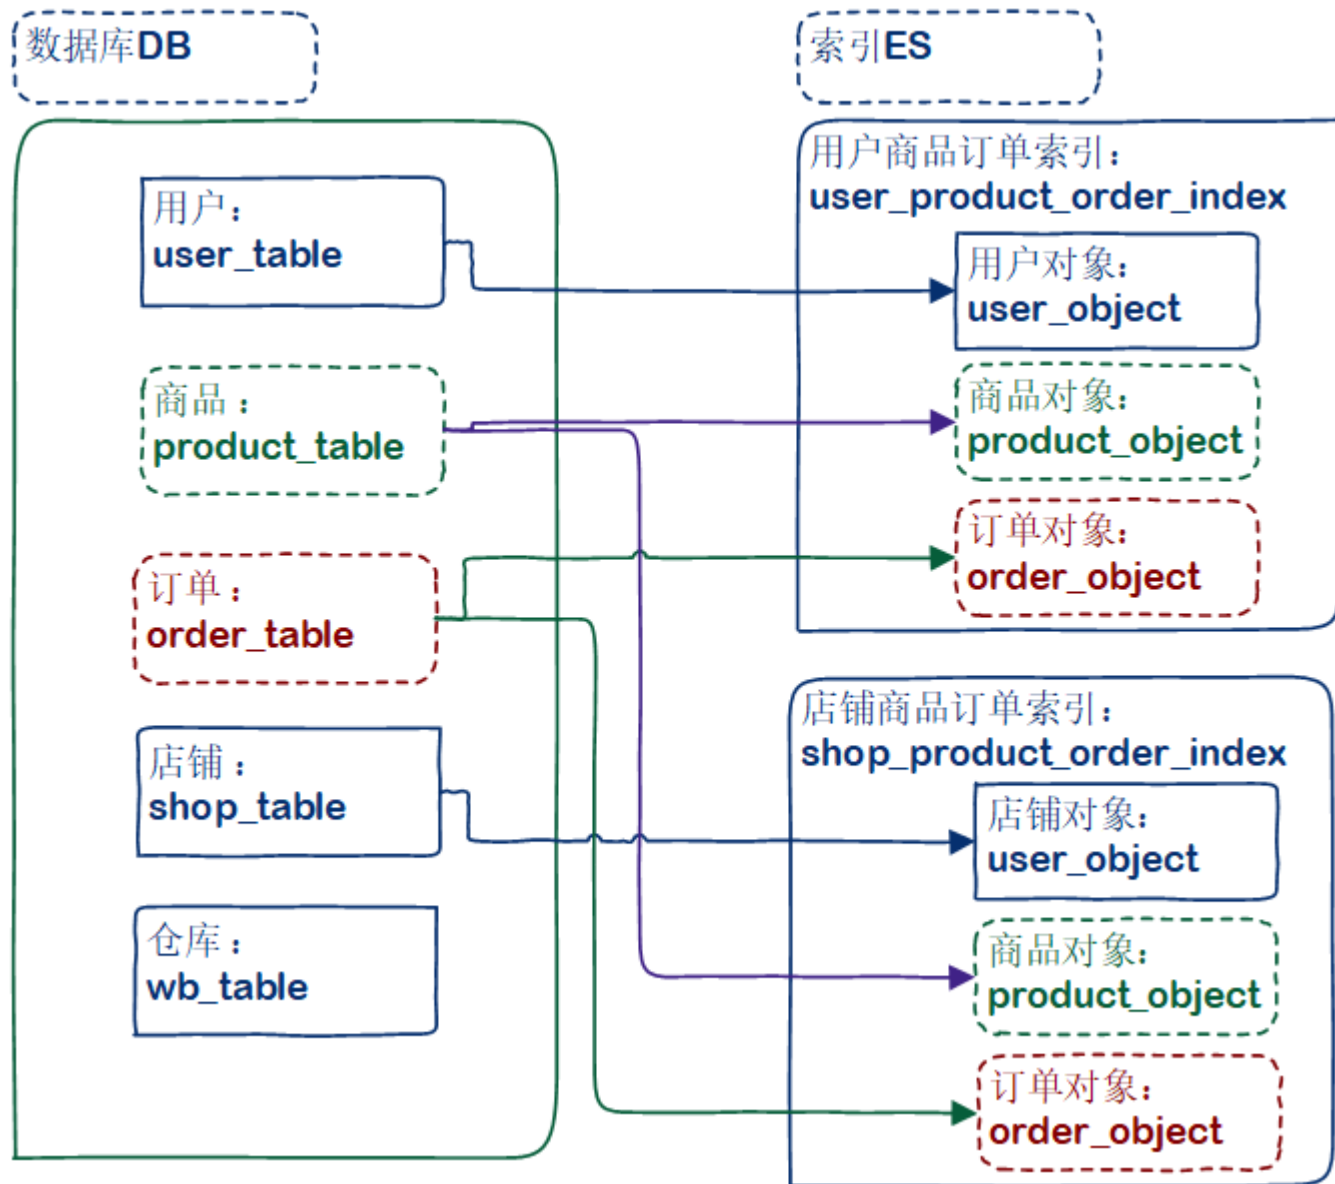 数据库DB
用户：
user_table
商品：
product_table
订单：
order_table
店铺：
shop_table
仓库：
wb_table
索引ES
用户商品订单索引：
user_product_order_index
用户对象：
user_object
商品对象：
product_object
订单对象：
order_object
店铺商品订单索引：
shop_product_order_index
店铺对象：
user_object
商品对象：
product_object
订单对象：
order_object